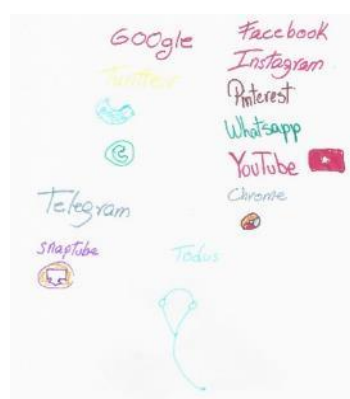 Google
Twitter
Facebook
Instagram
Pinterest
Whatsapp
YouTube
Chrome
Telegram
Snaptube
Todus